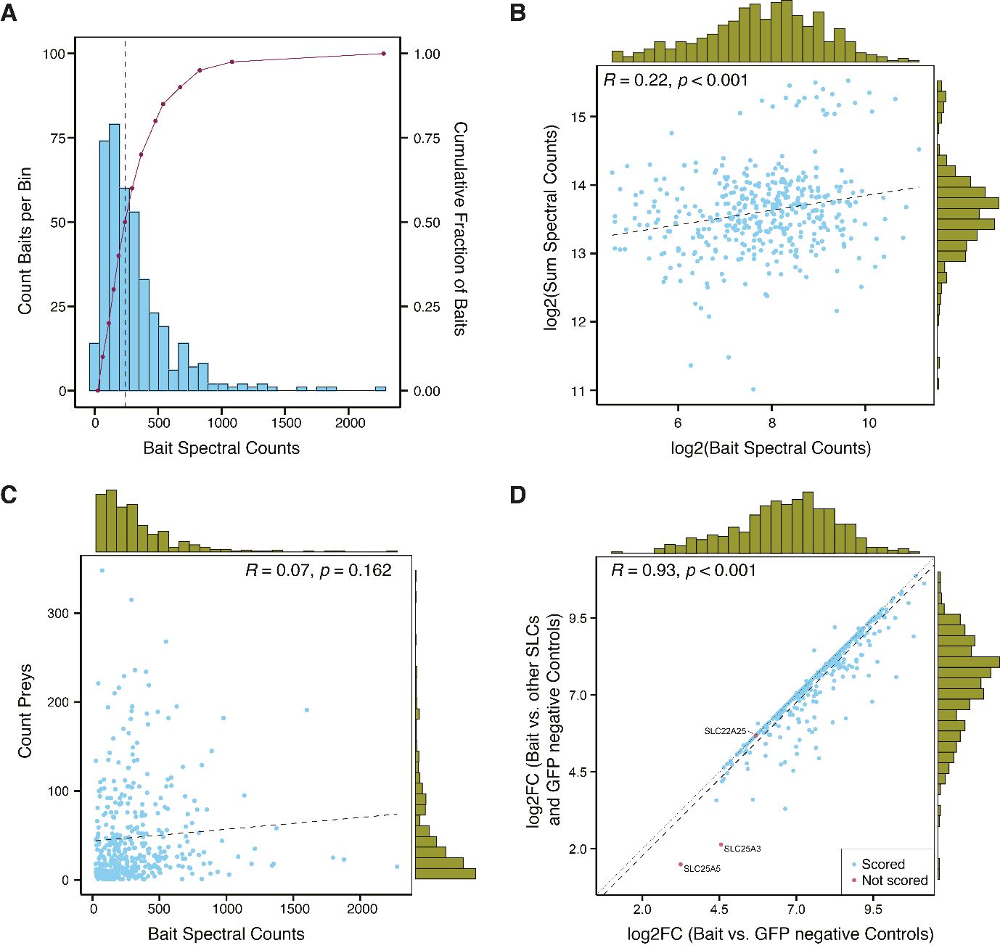 A
100
75
50
25
0
1.00
0.75
0.50
0.25
0.00
0
500
1000
1500
2000
Count Baits per Bin
Cumulative Fraction of Baits
Bait Spectral Counts
B
R = 0.22, p < 0.001
15
14
13
12
11
6
8
10
log2(Sum Spectral Counts)
log2(Bait Spectral Counts)
C
R = 0.07, p = 0.162
300
200
100
0
0
500
1000
1500
2000
Count Preys
Bait Spectral Counts
D
R = 0.93, p < 0.001
9.5
7.0
4.5
2.0
2.0
4.5
7.0
9.5
log2FC (Bait vs. other SLCs
and GFP negative Controls)
SLC22A25
SLC25A3
SLC25A5
Scored
Not scored
log2FC (Bait vs. GFP negative Controls)